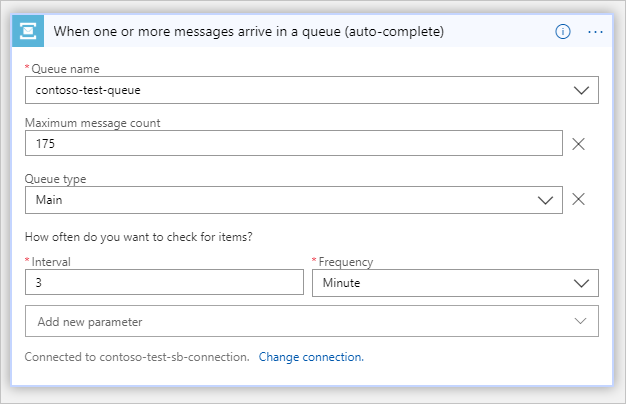 When one or more messages arrive in a queue (auto-complete)
* Queue name
contoso-test-queue
Maximum message count
175
Queue type
Main
How often do you want to check for items?
* Interval * Frequency
3 Minute
Add new parameter
Connected to contoso-test-sb-connection. Change connection.